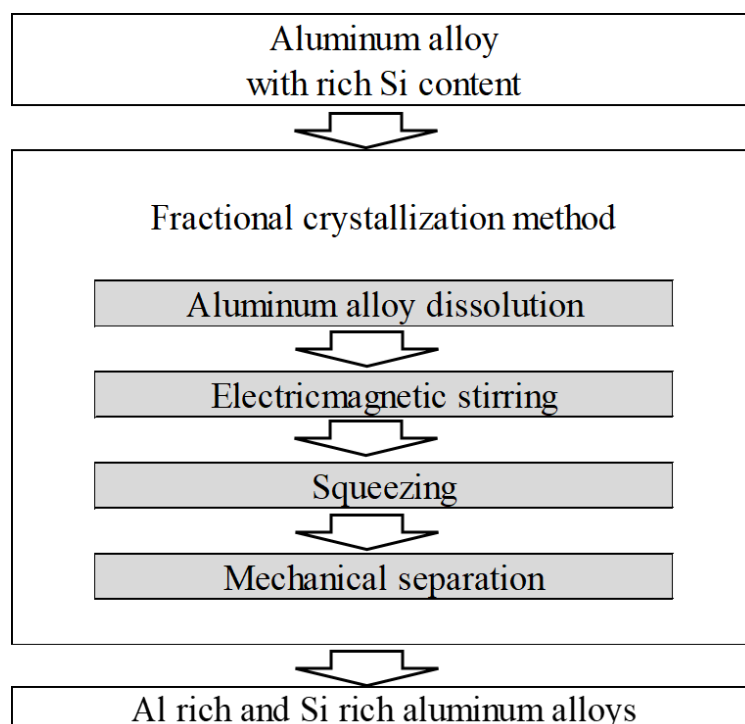 Aluminum alloy
with rich Si content
Fractional crystallization method
Aluminum alloy dissolution
Electricmagnetic stirring
Squeezing
Mechanical separation
Al rich and Si rich aluminum alloys